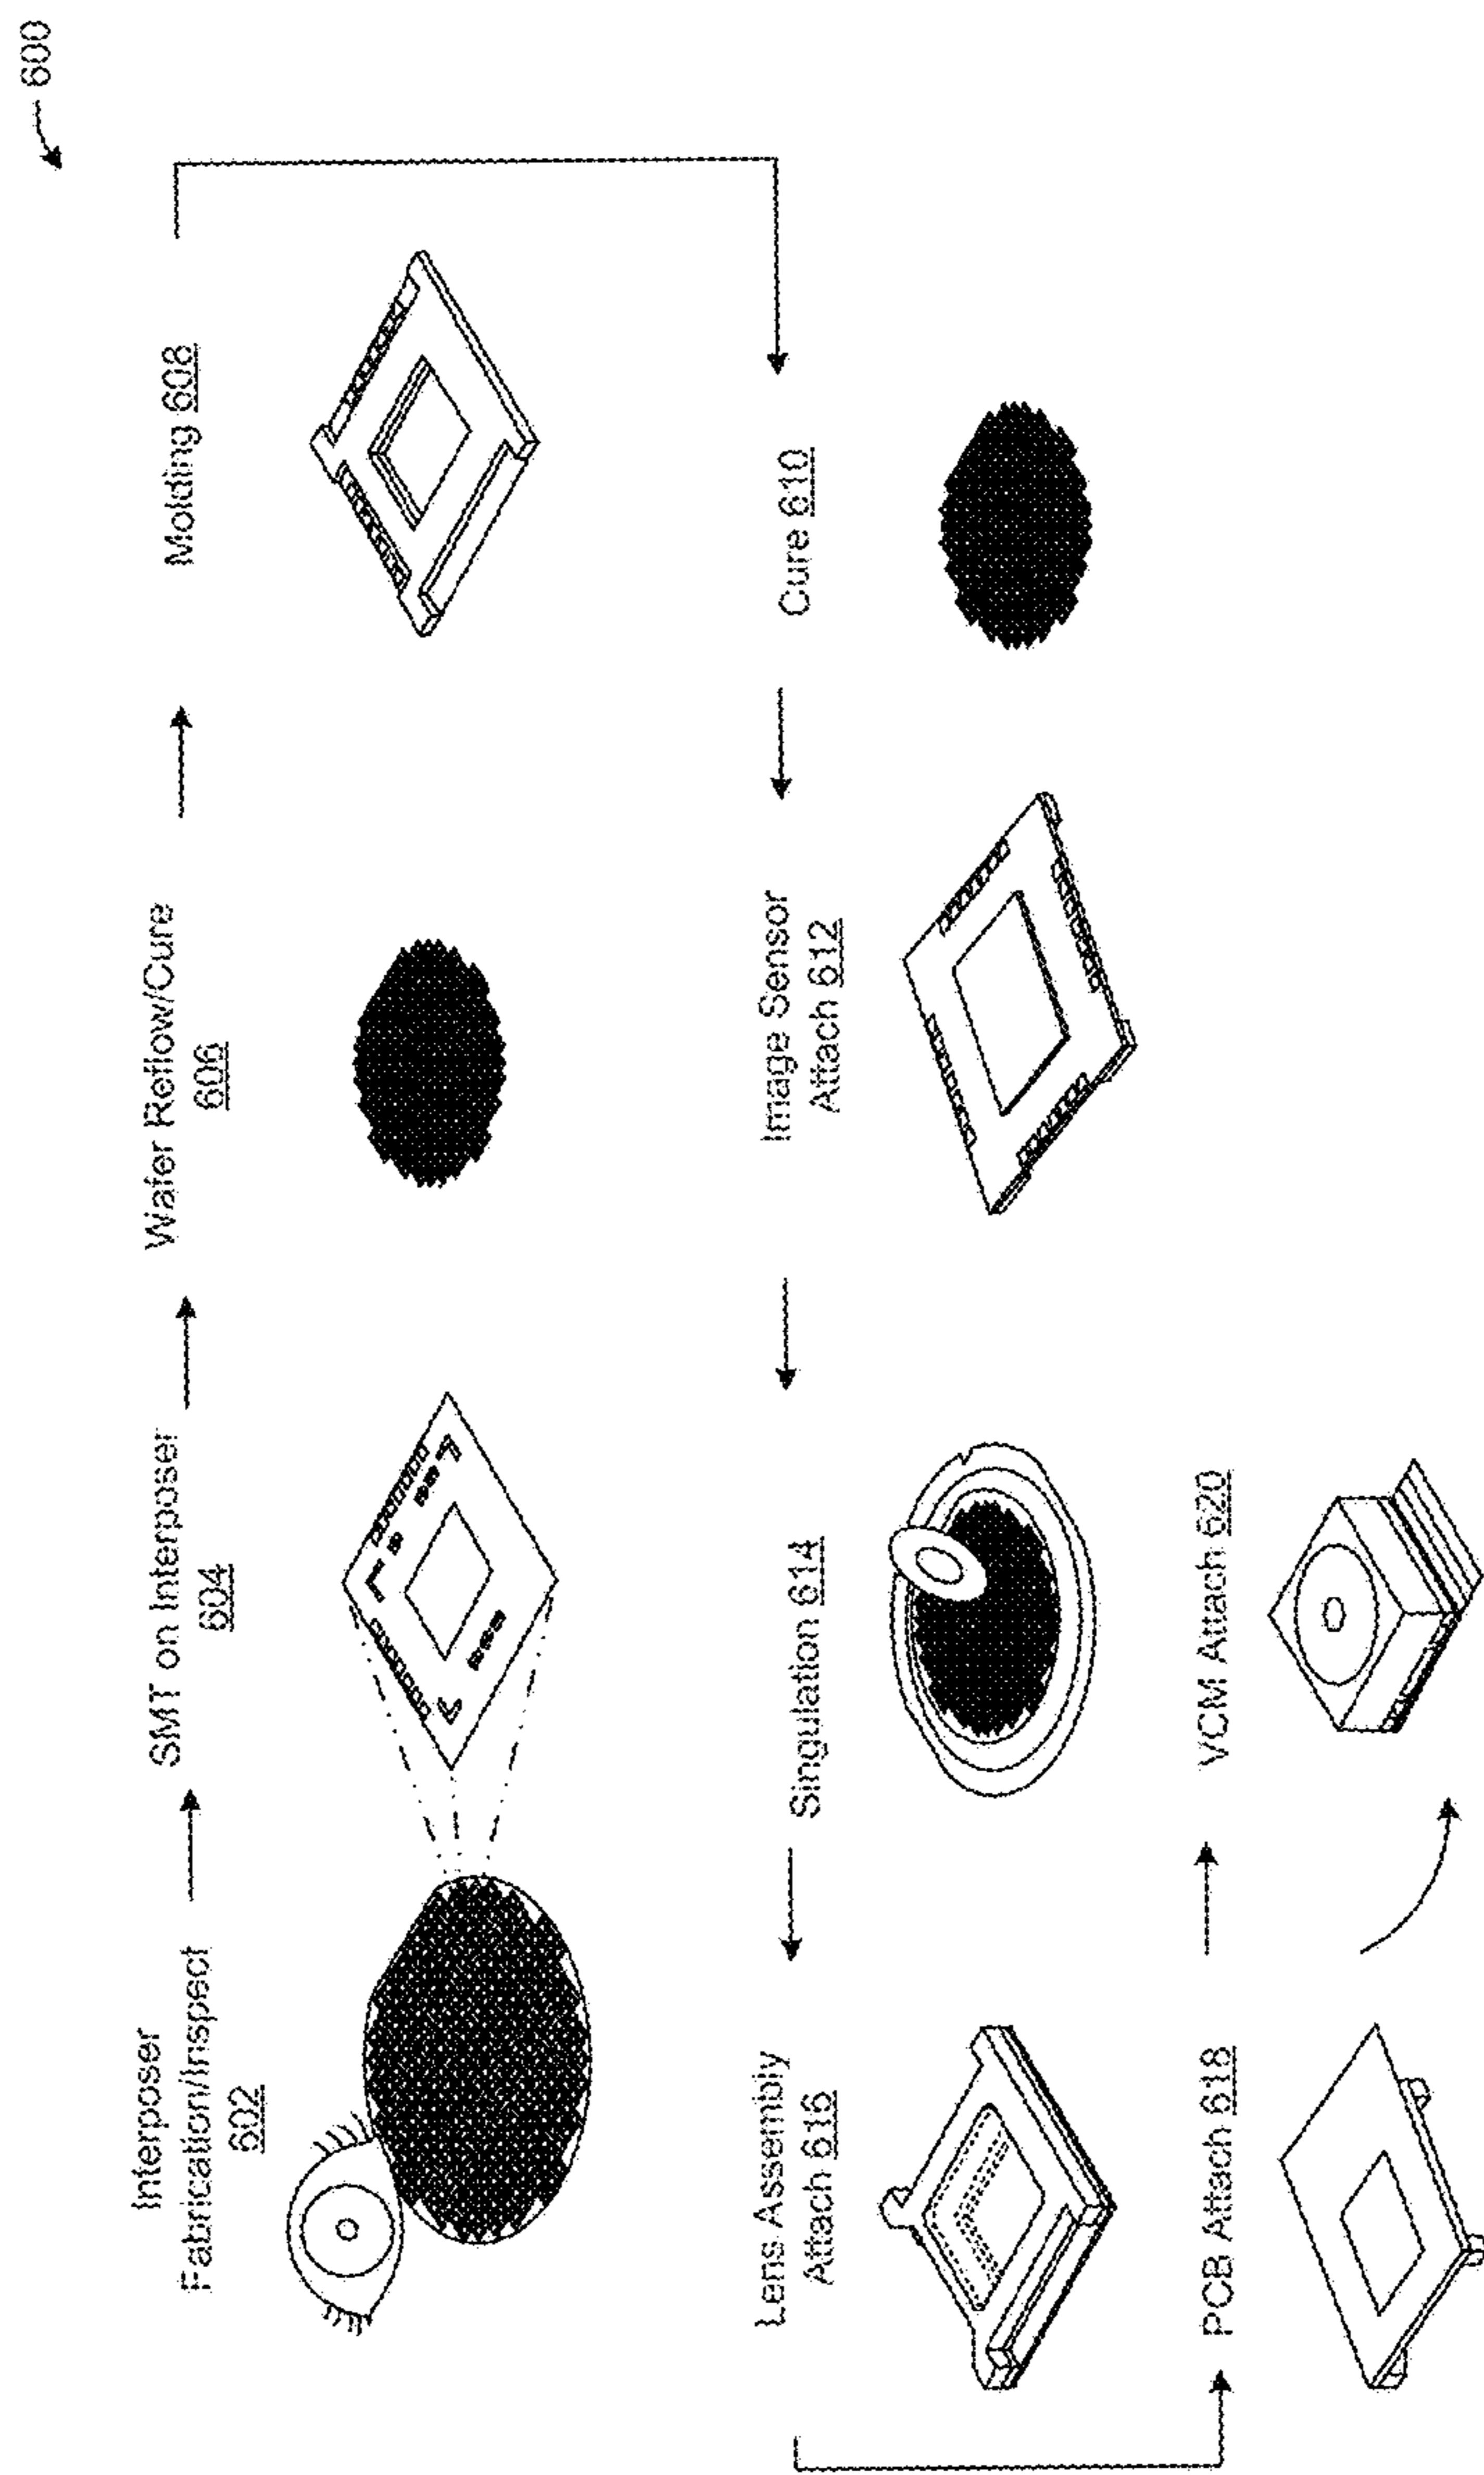 600
Interposer
Fabrication/Inspect
602
SMT on Interposer
604
Wafer Reflow/Cure
606
Molding 608
Cure 610
Image Sensor
Attach 612
Singulation 614
Lens Assembly
Attach 616
PCB Attach 618
VCM Attach 620